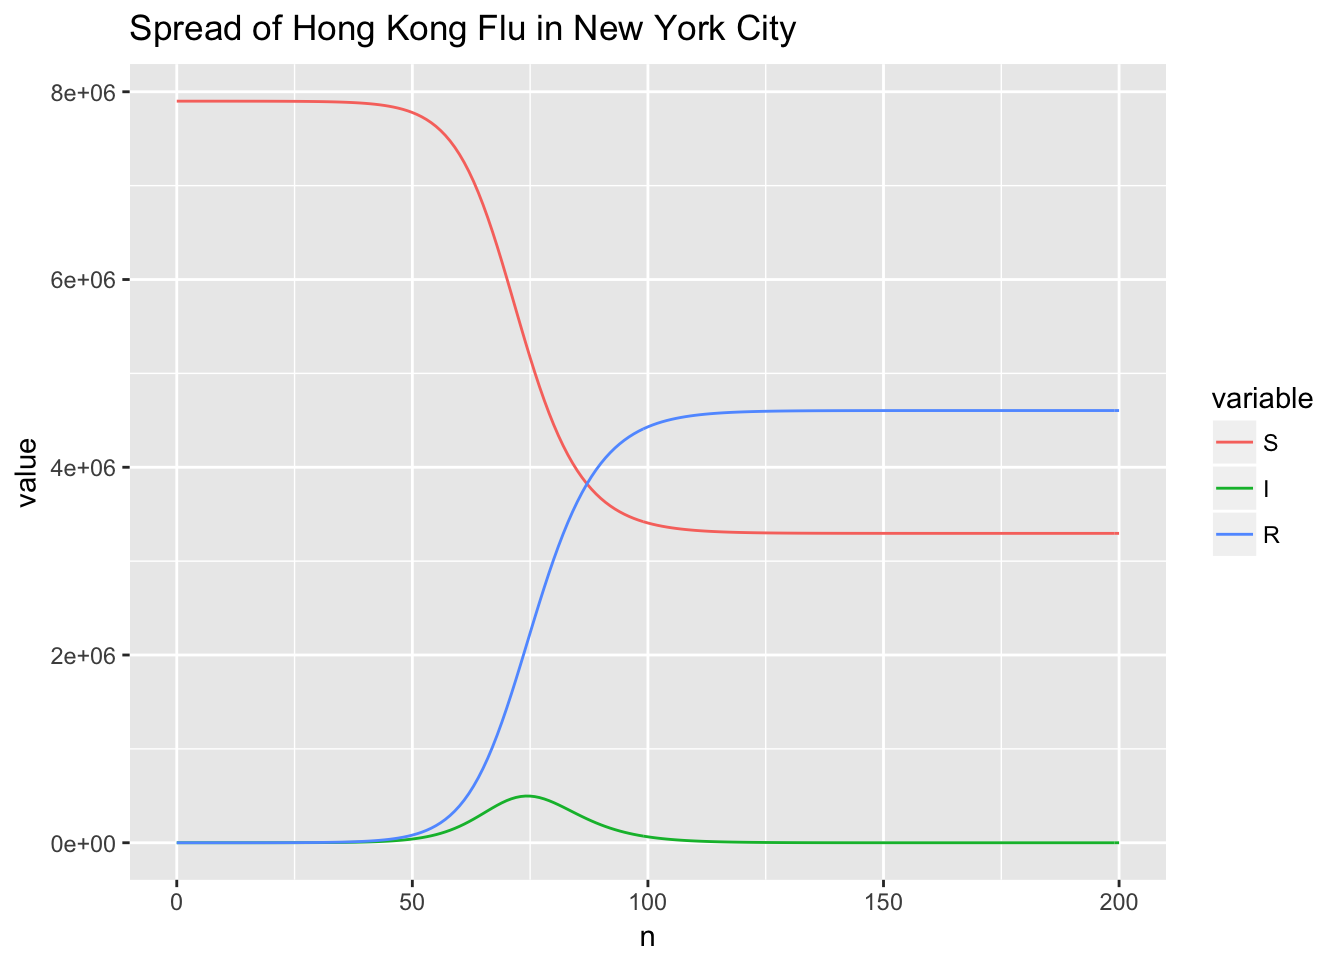 Spread of Hong Kong Flu in New York City
8e+06
6e+06
4e+06
2e+06
0e+00
value
0 50 100 150 200
n
variable
S
I
R